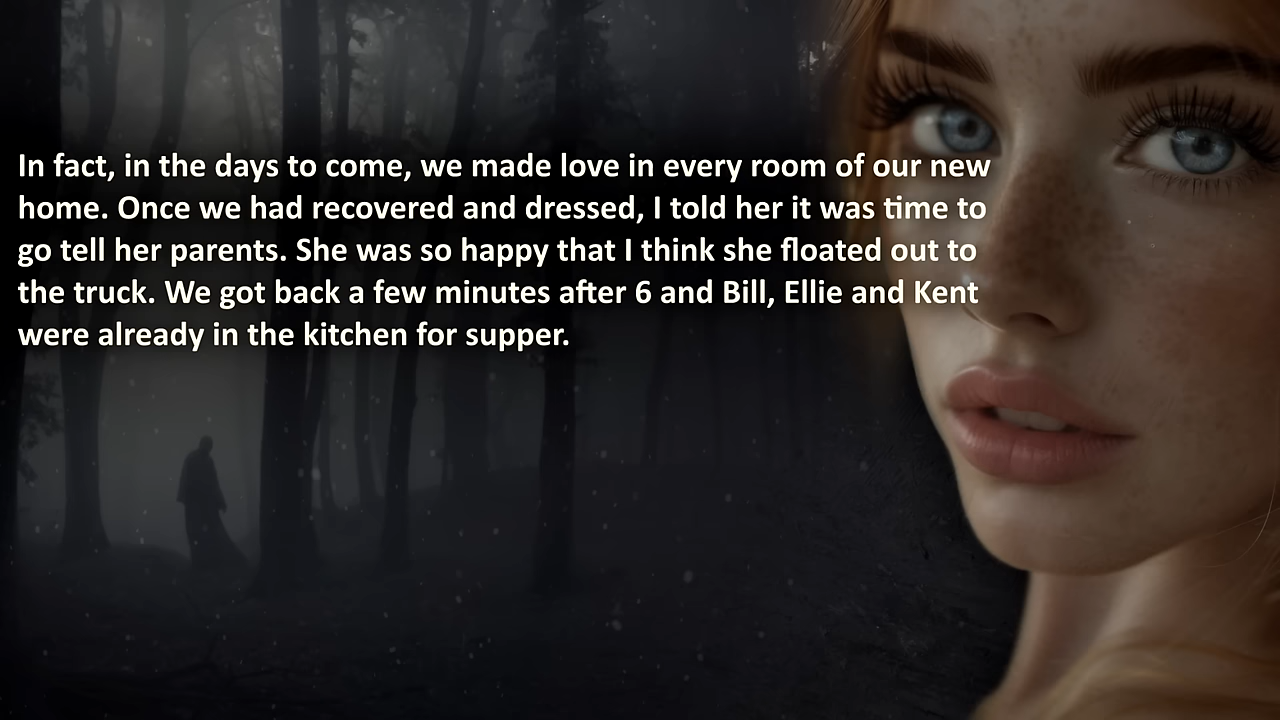 In fact, in the days to come, we made love in every room of our new
home. Once we had recovered and dressed, I told her it was time to
go tell her parents. She was so happy that I think she floated out to
the truck. We got back a few minutes after 6 and Bill, Ellie and Kent
were already in the kitchen for supper.